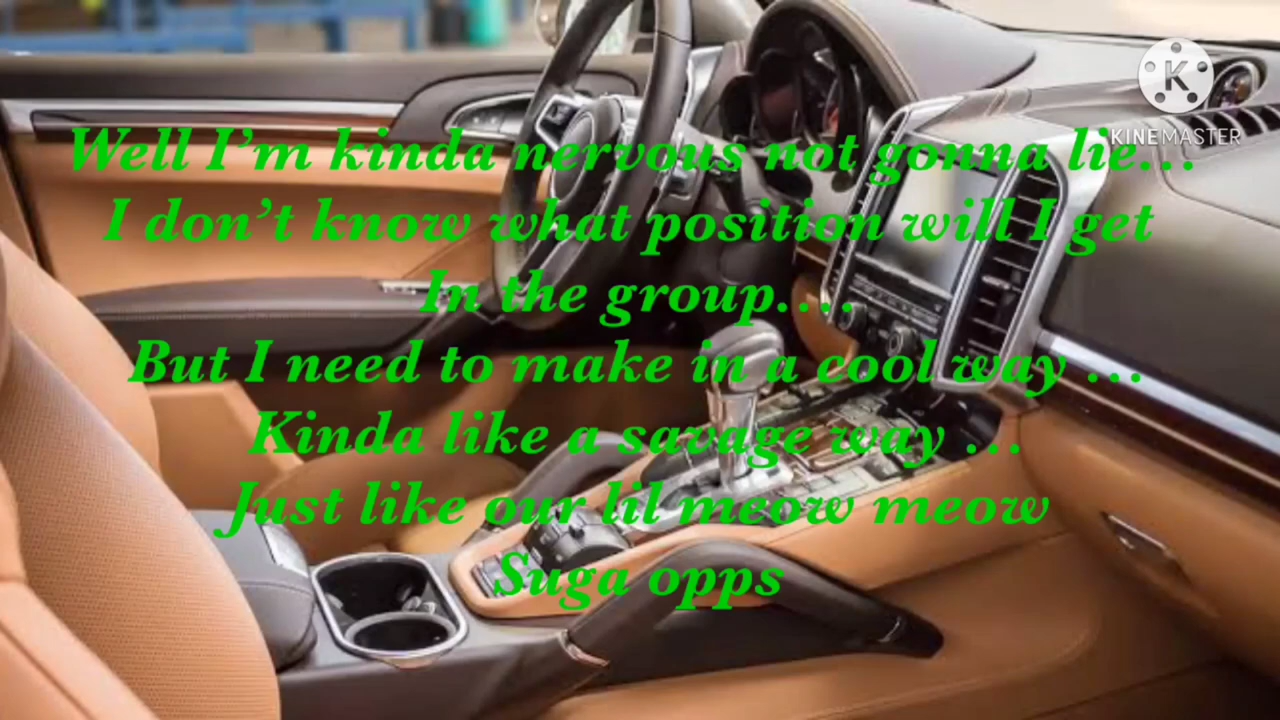 KINEMASTER
Well I’m kinda nervous not gonna lie...
I don’t know what position will I get
In the group....
But I need to make in a cool way ...
Kinda like a savage way ...
Just like our lil meow meow
Suga opps